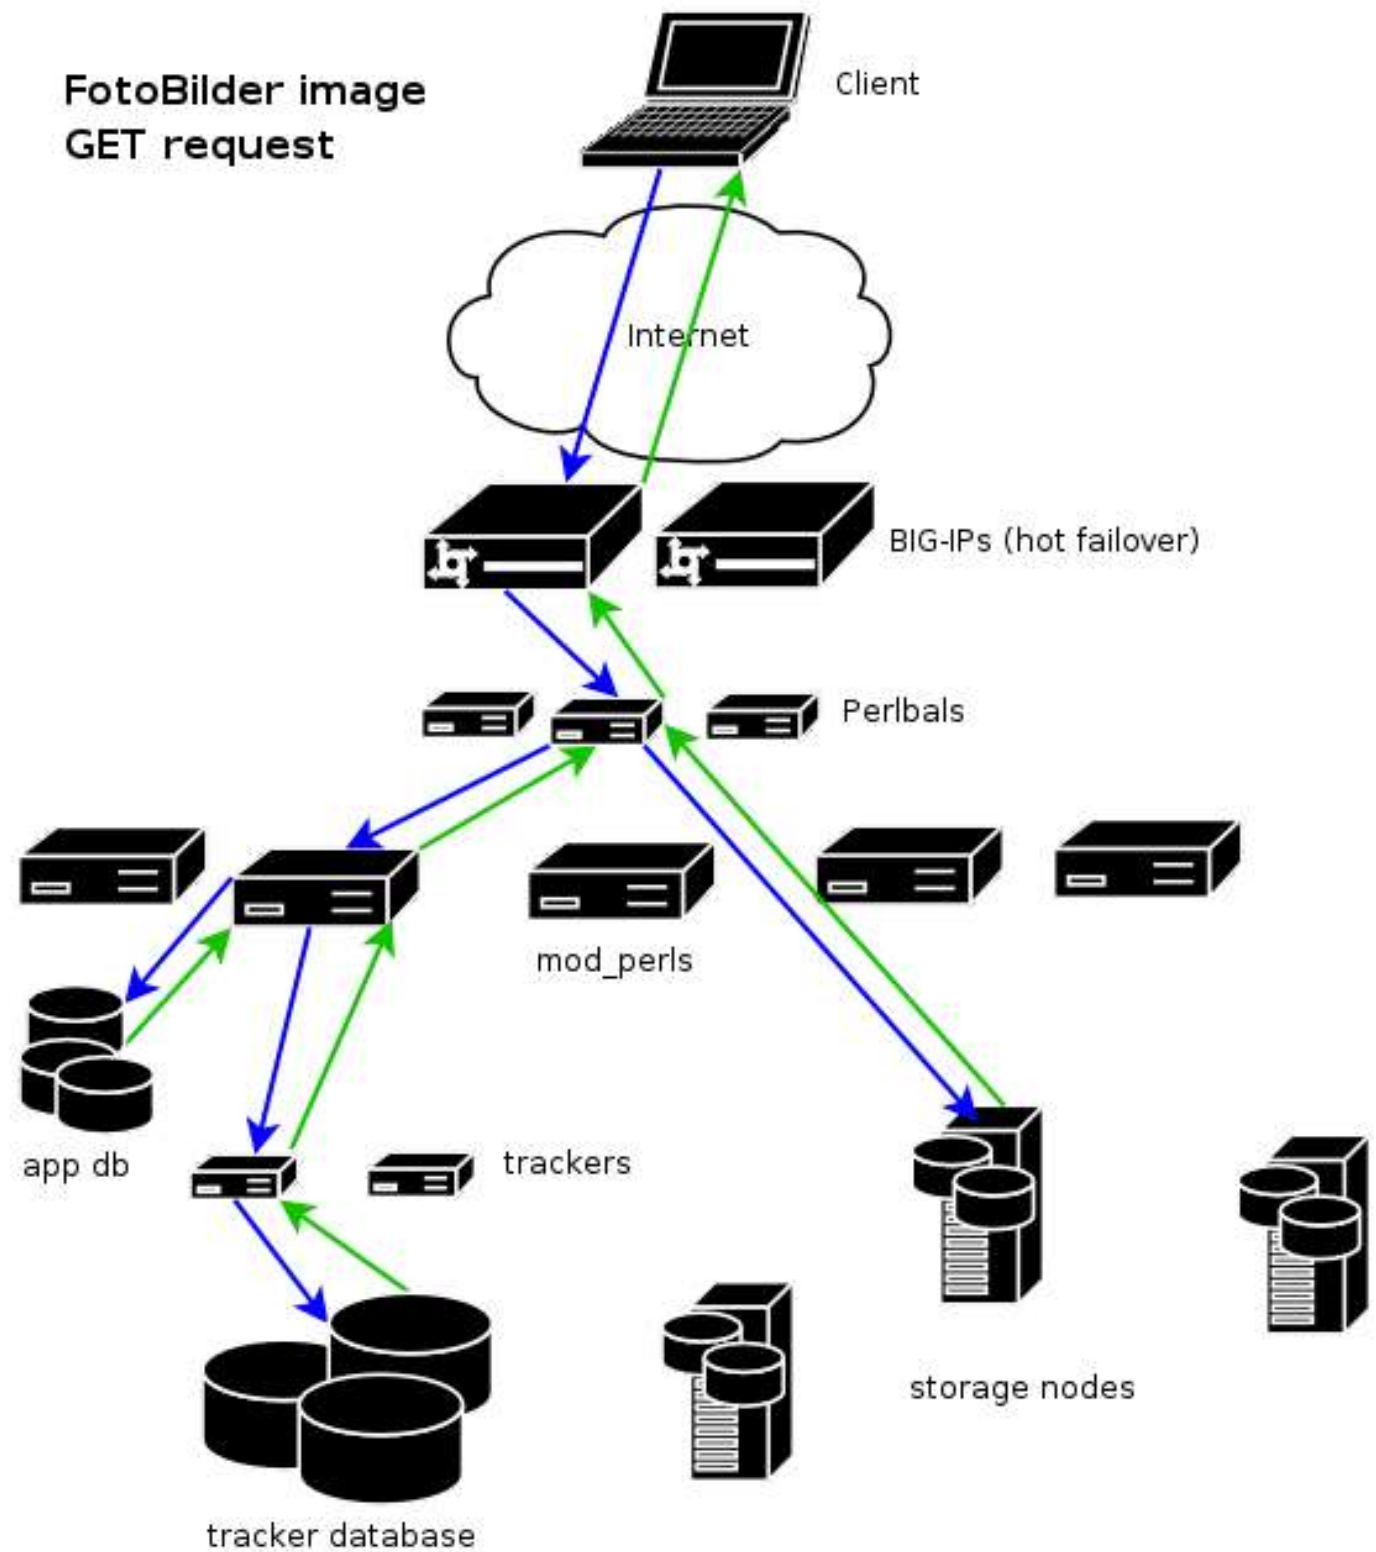 FotoBilder image
GET request
Client
Internet
BIG-IPs (hot failover)
Perlbals
mod_perls
app db
trackers
storage nodes
tracker database